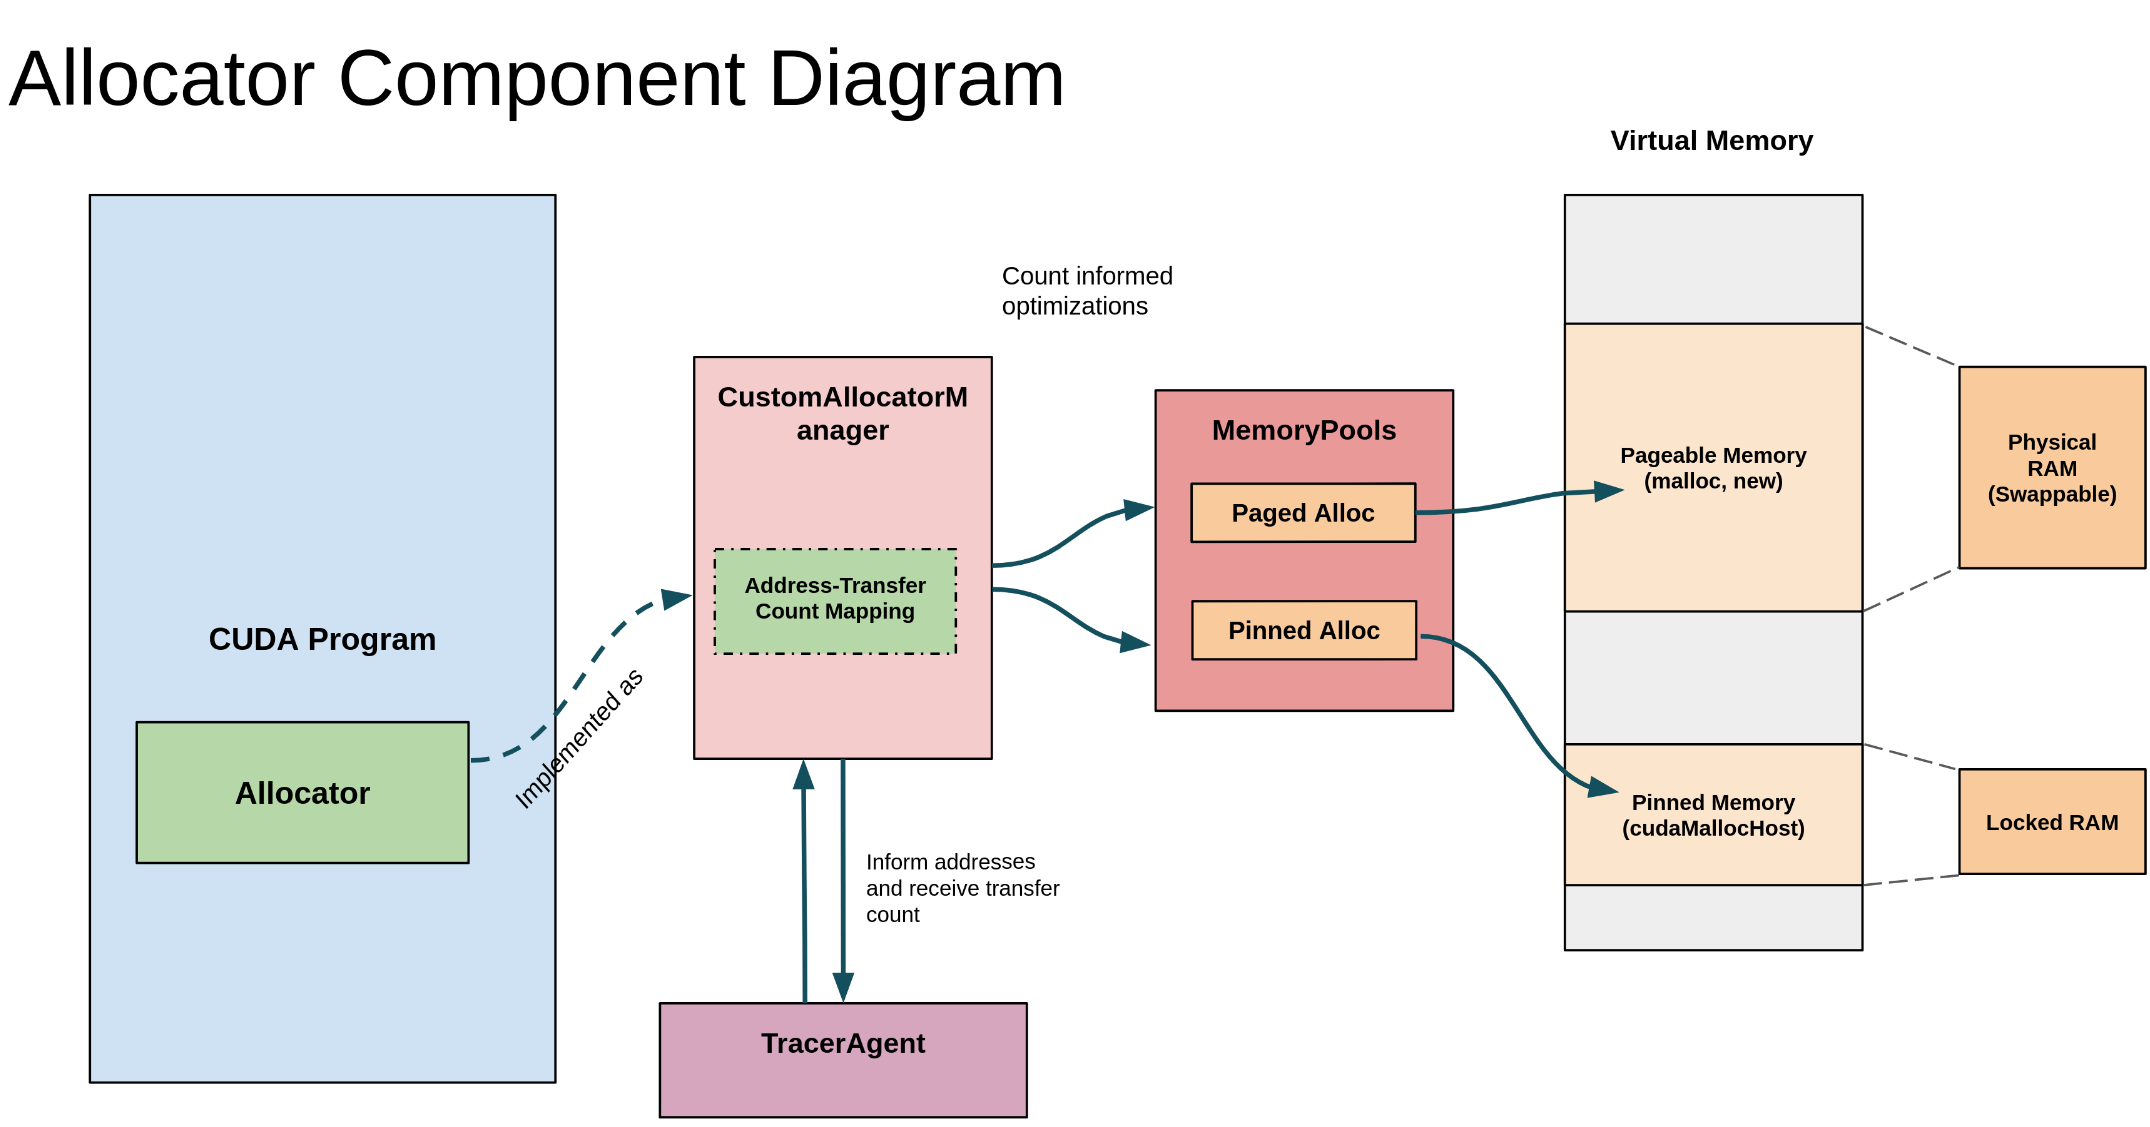 Allocator Component Diagram
Virtual Memory
Count informed
optimizations
CUDA Program
Allocator
Implemented as
CustomAllocatorM
anager
Address-Transfer
Count Mapping
Inform addresses
and receive transfer
count
TracerAgent
MemoryPools
Paged Alloc
Pinned Alloc
Pageable Memory
(malloc, new)
Pinned Memory
(cudaMallocHost)
Physical
RAM
(Swappable)
Locked RAM